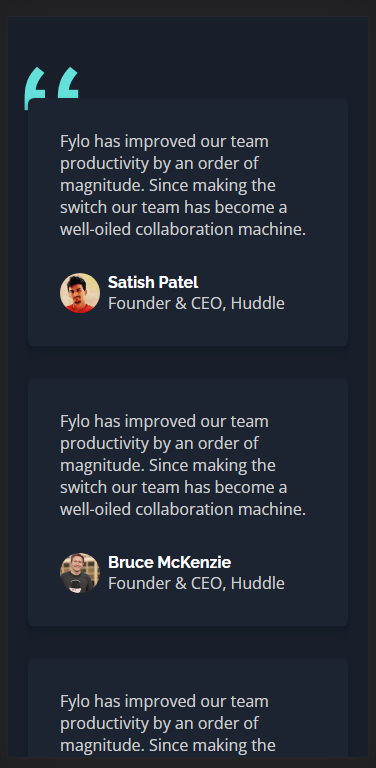 “
Fylo has improved our team
productivity by an order of
magnitude. Since making the
switch our team has become a
well-oiled collaboration machine.
Satish Patel
Founder & CEO, Huddle
Fylo has improved our team
productivity by an order of
magnitude. Since making the
switch our team has become a
well-oiled collaboration machine.
Bruce McKenzie
Founder & CEO, Huddle
Fylo has improved our team
productivity by an order of
magnitude. Since making the